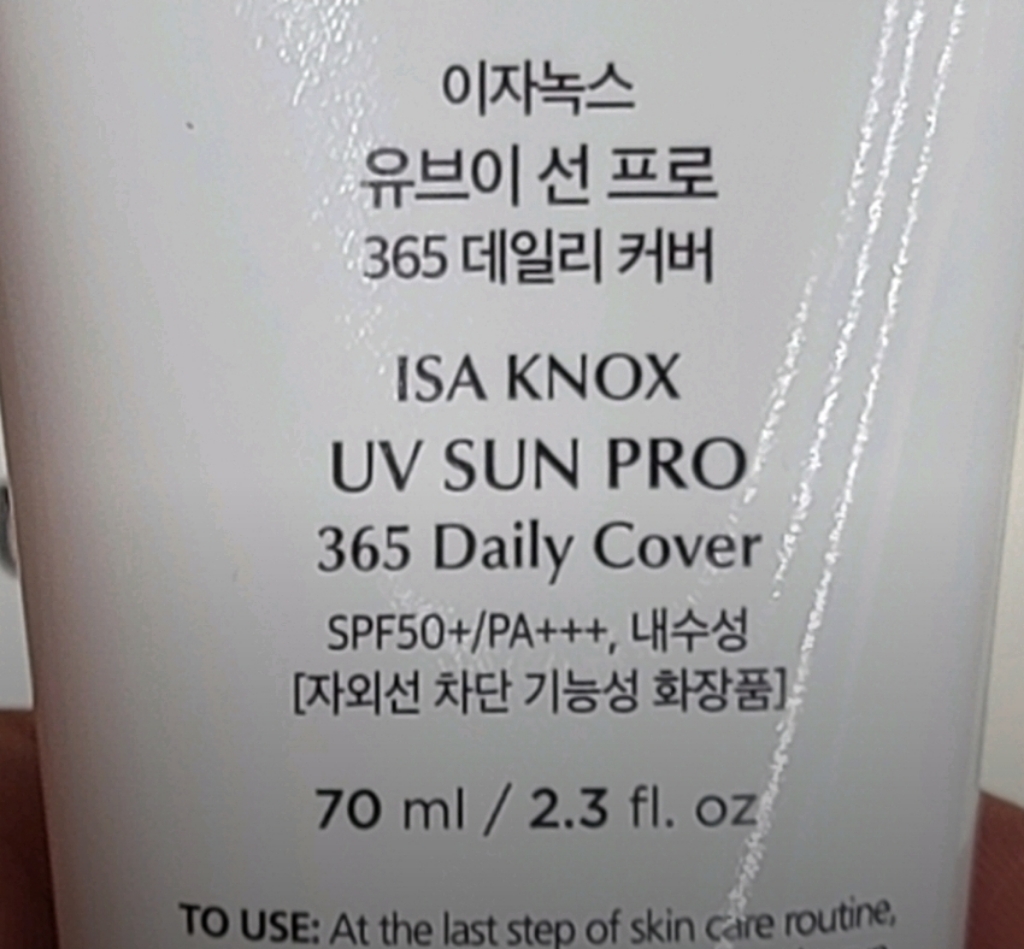 이자녹스
유브이 선 프로
365 데일리 커버
ISA KNOX
UV SUN PRO
365 Daily Cover
SPF50+/PA+++, 내수성
[자외선 차단 기능성 화장품]
70 ml / 2.3 fl. oz
TO USE: At the last step of skin care routine,